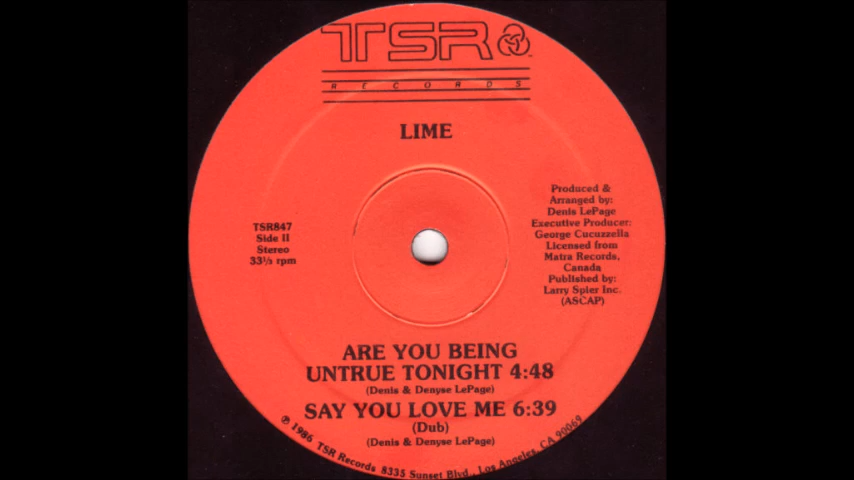 TSR
RECORDS
LIME
TSR847
Side II
Stereo
33⅓ rpm
Produced &
Arranged by:
Denis LePage
Executive Producer:
George Cucuzzella
Licensed from
Matra Records,
Canada
Published by:
Larry Spier Inc.
(ASCAP)
ARE YOU BEING
UNTRUE TONIGHT 4:48
(Denis & Denyse LePage)
SAY YOU LOVE ME 6:39
(Dub)
(Denis & Denyse LePage)
℗ 1986 TSR Records 8335 Sunset Blvd., Los Angeles, CA 90069